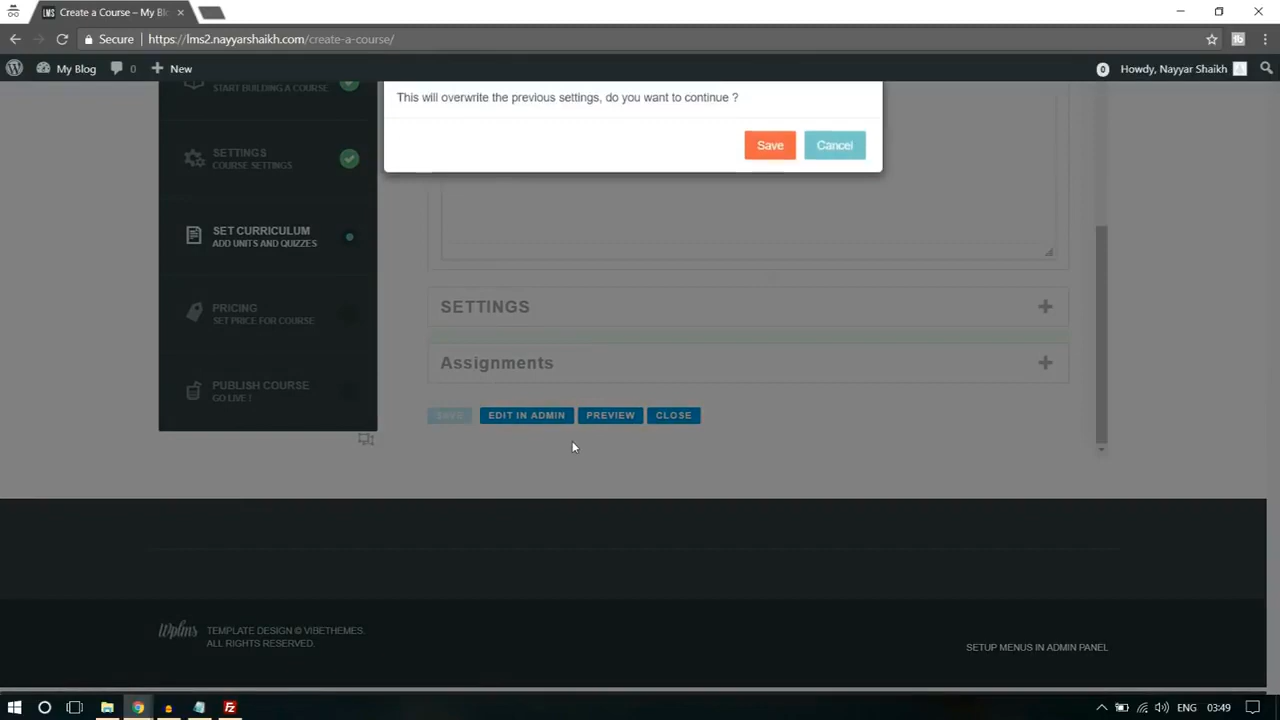 LMS Create a Course – My Blo
Secure https://lms2.nayyarshaikh.com/create-a-course/
My Blog 0 New 0 Howdy, Nayyar Shaikh
START BUILDING A COURSE
This will overwrite the previous settings, do you want to continue ?
Save Cancel
SETTINGS
COURSE SETTINGS
SET CURRICULUM
ADD UNITS AND QUIZZES
PRICING
SET PRICE FOR COURSE
PUBLISH COURSE
GO LIVE !
SETTINGS
Assignments
SAVE EDIT IN ADMIN PREVIEW CLOSE
Wplms
TEMPLATE DESIGN © VIBETHEMES.
ALL RIGHTS RESERVED.
SETUP MENUS IN ADMIN PANEL
ENG 03:49